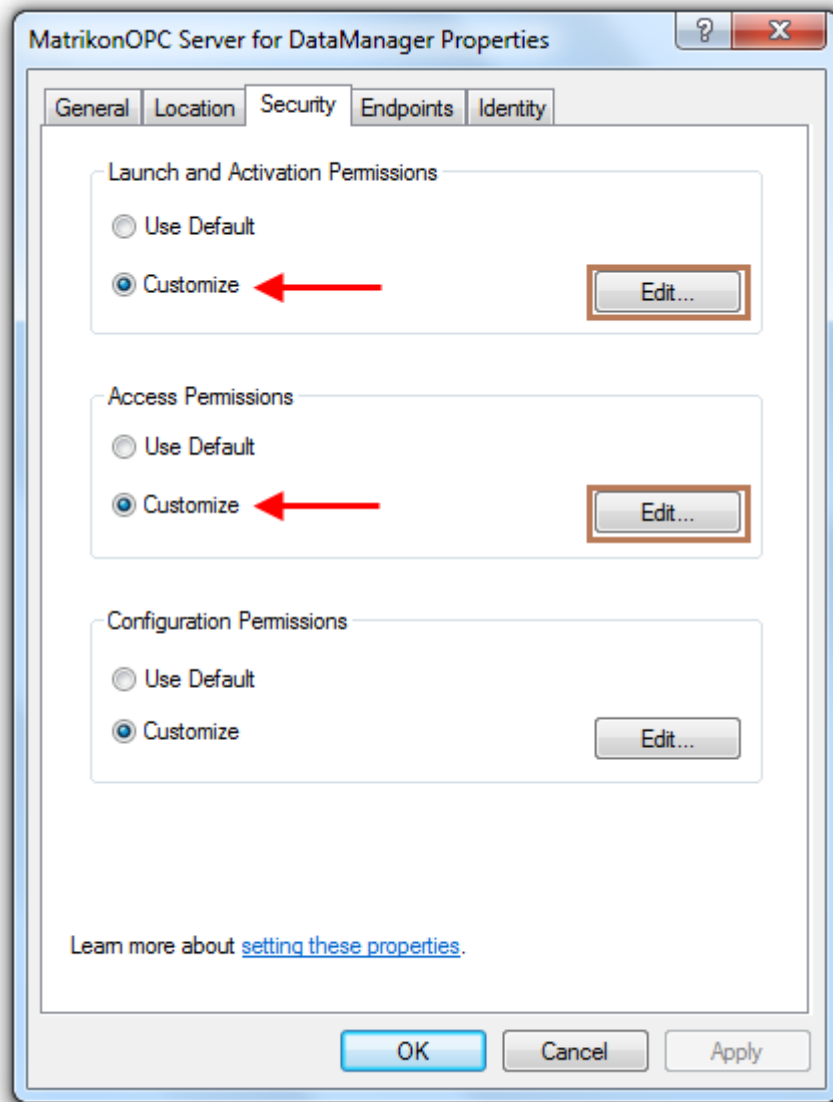 MatrikonOPC Server for DataManager Properties
General Location Security Endpoints Identity
Launch and Activation Permissions
Use Default
Customize
Edit...
Access Permissions
Use Default
Customize
Edit...
Configuration Permissions
Use Default
Customize
Edit...
Learn more about setting these properties.
OK Cancel Apply